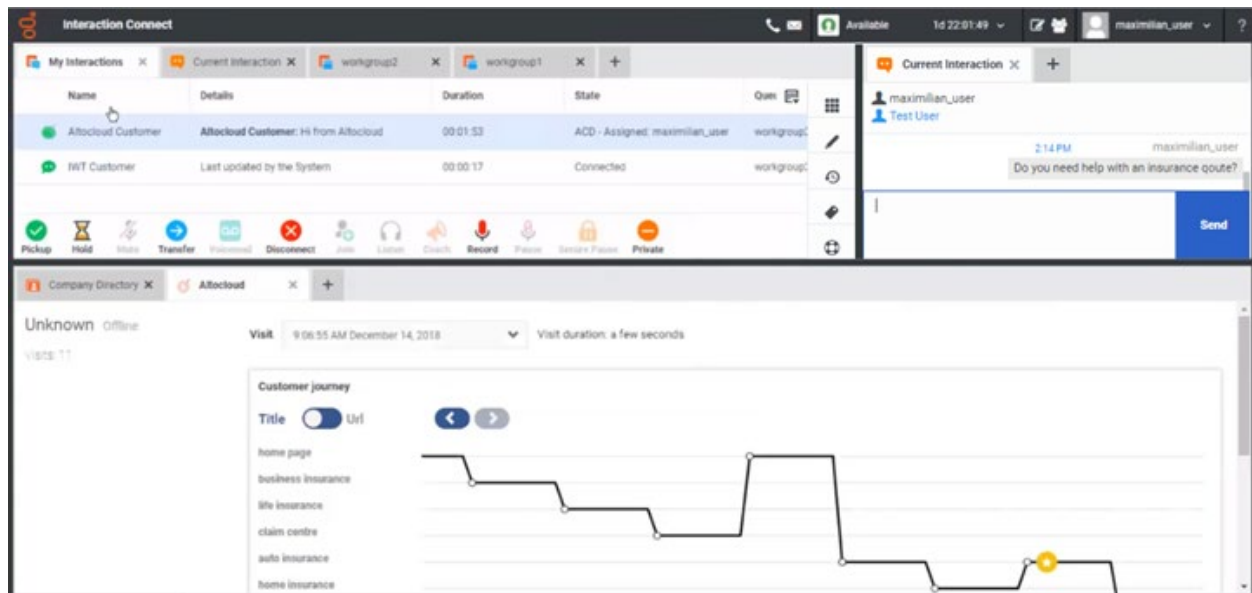 Interaction Connect
Available 1d 22:01:49 maximilian_user ?
My Interactions Current Interaction workgroup2 workgroup1
Name Details Duration State
Altocloud Customer Altocloud Customer: Hi from Altocloud 00:01:53 ACD - Assigned: maximilian_user
IWT Customer Last updated by the System 00:00:17 Connected
Pickup Hold Mute Transfer Voicemail Disconnect Join Listen Coach Record Pause Secure Pause Private
Current Interaction
maximilian_user
Test User
2:14 PM maximilian_user
Do you need help with an insurance qoute?
Send
Company Directory Altocloud
Unknown Offline
Visits: 11
Visit 9:06:55 AM December 14, 2018 Visit duration: a few seconds
Customer journey
Title Url
home page
business insurance
life insurance
claim centre
auto insurance
home insurance